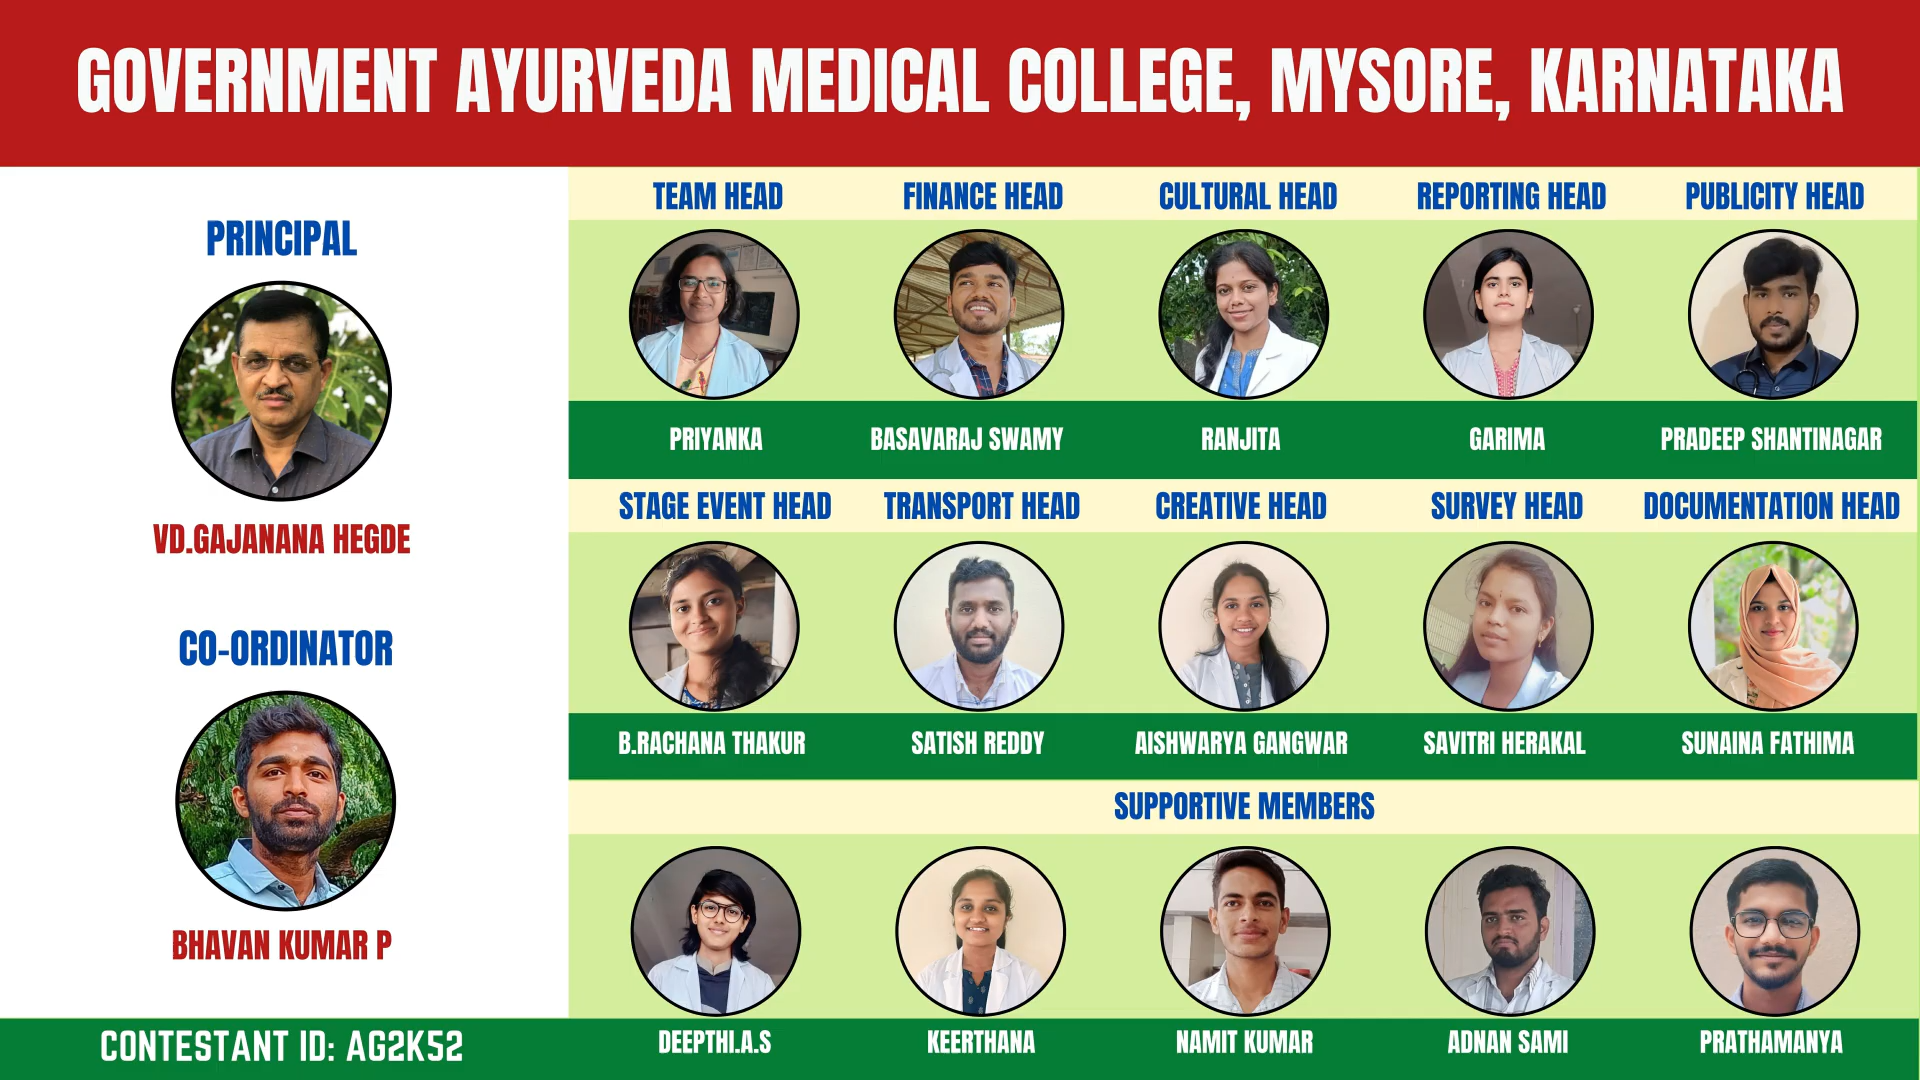 GOVERNMENT AYURVEDA MEDICAL COLLEGE, MYSORE, KARNATAKA
PRINCIPAL
VD.GAJANANA HEGDE
CO-ORDINATOR
BHAVAN KUMAR P
CONTESTANT ID: AG2K52
TEAM HEAD FINANCE HEAD CULTURAL HEAD REPORTING HEAD PUBLICITY HEAD
PRIYANKA BASAVARAJ SWAMY RANJITA GARIMA PRADEEP SHANTINAGAR
STAGE EVENT HEAD TRANSPORT HEAD CREATIVE HEAD SURVEY HEAD DOCUMENTATION HEAD
B.RACHANA THAKUR SATISH REDDY AISHWARYA GANGWAR SAVITRI HERAKAL SUNAINA FATHIMA
SUPPORTIVE MEMBERS
DEEPTHI.A.S KEERTHANA NAMIT KUMAR ADNAN SAMI PRATHAMANYA